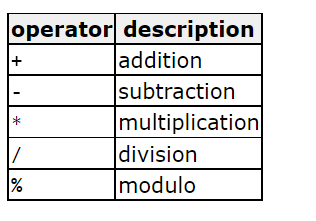 operator description
+ addition
- subtraction
* multiplication
/ division
% modulo